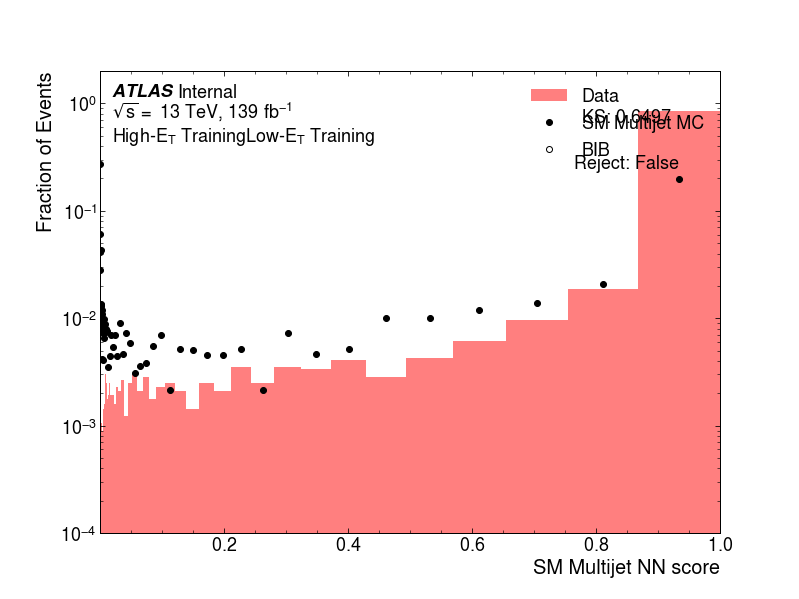 ATLAS Internal
√s = 13 TeV, 139 fb⁻¹
High-E_T TrainingLow-E_T Training
Data
KS: 0.6497
SM Multijet MC
BIB
Reject: False
Fraction of Events
10⁰
10⁻¹
10⁻²
10⁻³
10⁻⁴
0.2 0.4 0.6 0.8 1.0
SM Multijet NN score